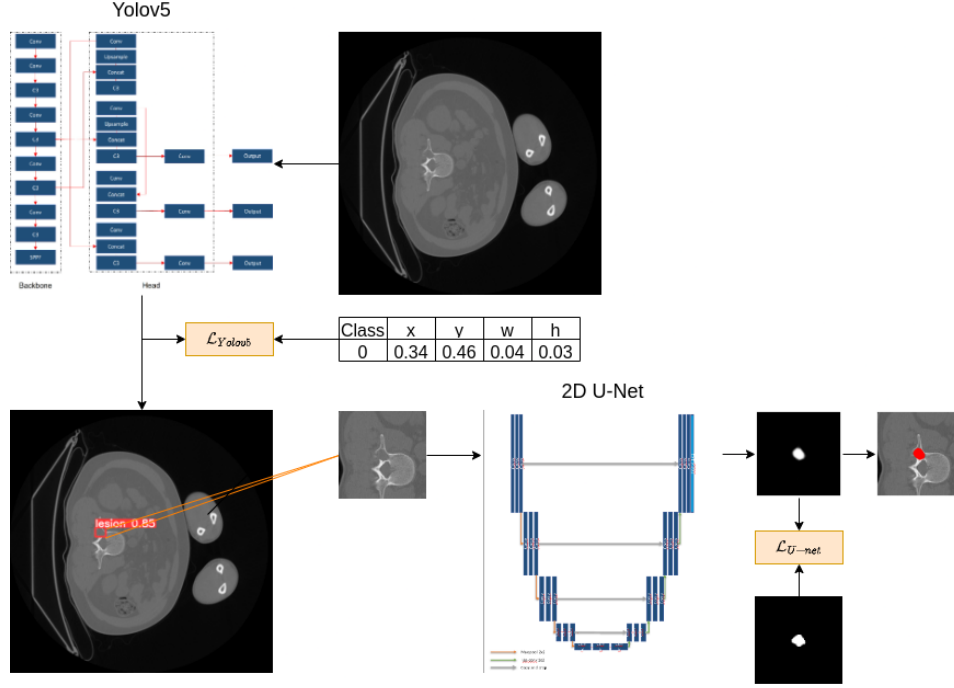 Yolov5
Conv
Conv
C3
Conv
C3
Conv
C3
Conv
C3
SPPF
Backbone
Conv
Upsample
Concat
C3
Conv
Upsample
Concat
C3 Conv Output
Conv
Concat
C3 Conv Output
Conv
Concat
C3 Conv Output
Head
ℒYolov5
Class x y w h
0 0.34 0.46 0.04 0.03
lesion 0.85
2D U-Net
ℒU-net